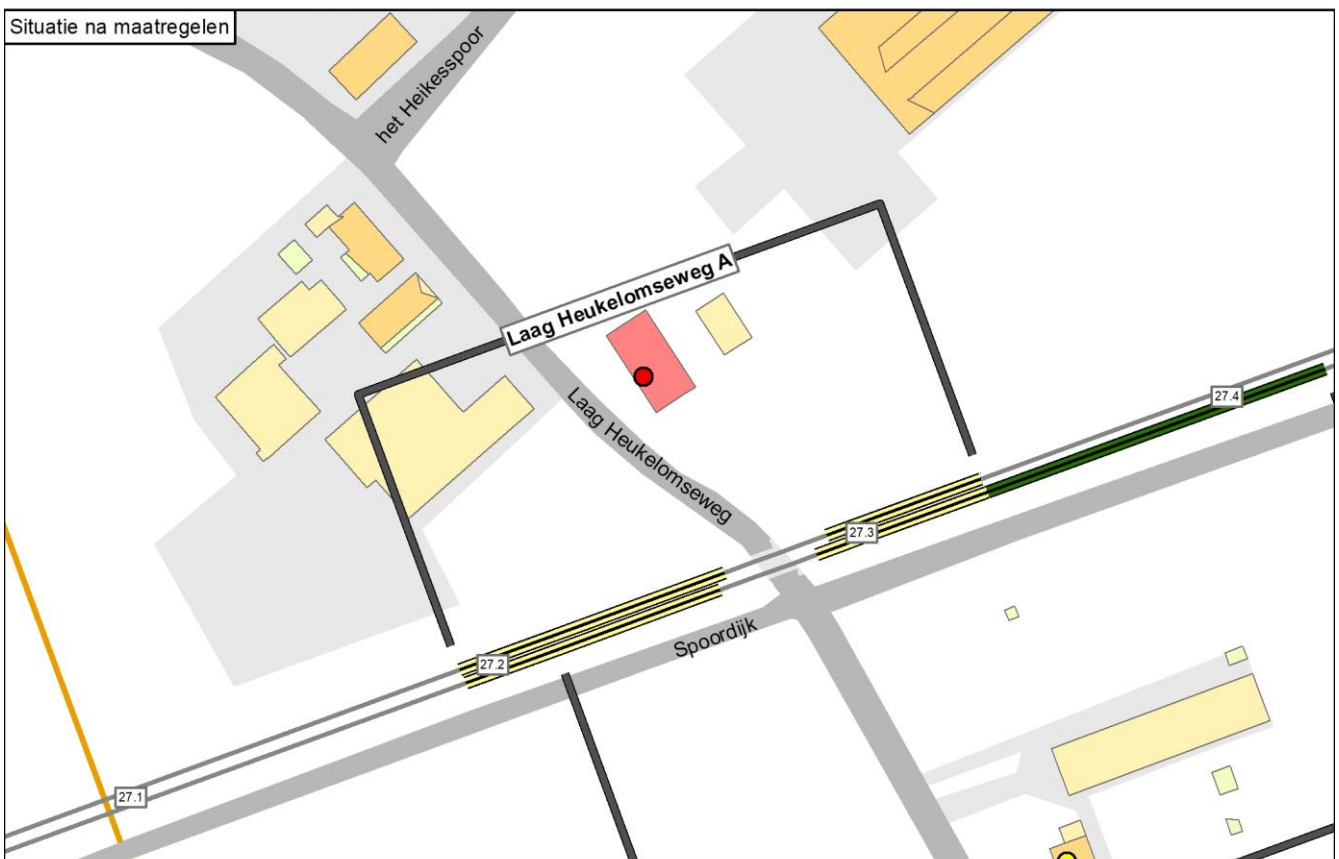 Situatie na maatregelen
het Heikesspoor
Laag Heukelomseweg A
Laag Heukelomseweg
27.4
27.3
Spoordijk
27.2
27.1